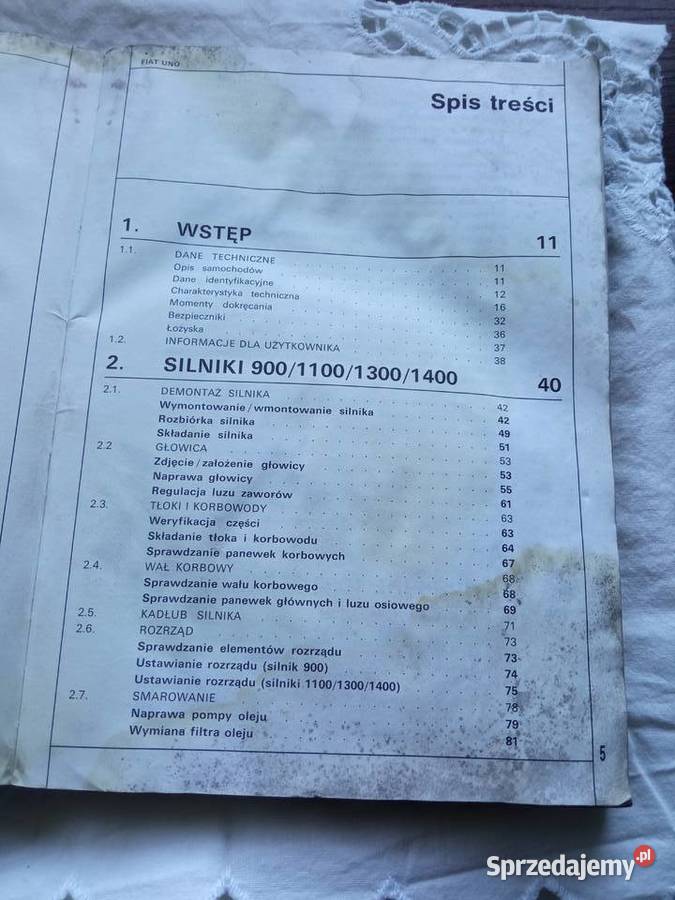 FIAT UNO
Spis treści
1. WSTĘP 11
1.1. DANE TECHNICZNE 11
Opis samochodów 11
Dane identyfikacyjne 12
Charakterystyka techniczna 16
Momenty dokręcania 32
Bezpieczniki 36
Łożyska 37
1.2. INFORMACJE DLA UŻYTKOWNIKA 38
2. SILNIKI 900/1100/1300/1400 40
2.1. DEMONTAŻ SILNIKA 42
Wymontowanie/wmontowanie silnika 42
Rozbiórka silnika 49
Składanie silnika 51
2.2 GŁOWICA 53
Zdjęcie/założenie głowicy 53
Naprawa głowicy 55
Regulacja luzu zaworów 61
2.3. TŁOKI I KORBOWODY 63
Weryfikacja części 63
Składanie tłoka i korbowodu 64
Sprawdzanie panewek korbowych 67
2.4. WAŁ KORBOWY 68
Sprawdzanie wału korbowego 68
Sprawdzanie panewek głównych i luzu osiowego 69
2.5. KADŁUB SILNIKA 71
2.6. ROZRZĄD 73
Sprawdzanie elementów rozrządu 73
Ustawianie rozrządu (silnik 900) 74
Ustawianie rozrządu (silniki 1100/1300/1400) 75
2.7. SMAROWANIE 78
Naprawa pompy oleju 79
Wymiana filtra oleju 81
5
Sprzedajemy.pl